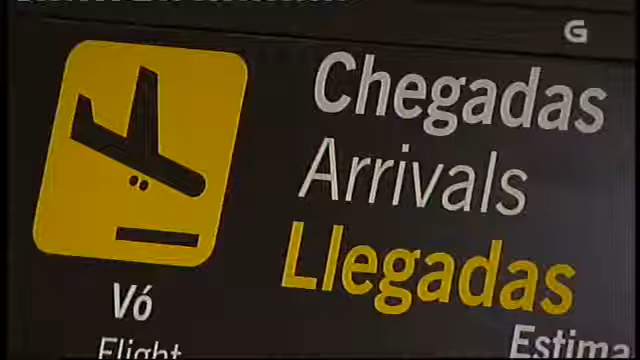 G
Chegadas
Arrivals
Llegadas
Vó
Flight
Estima